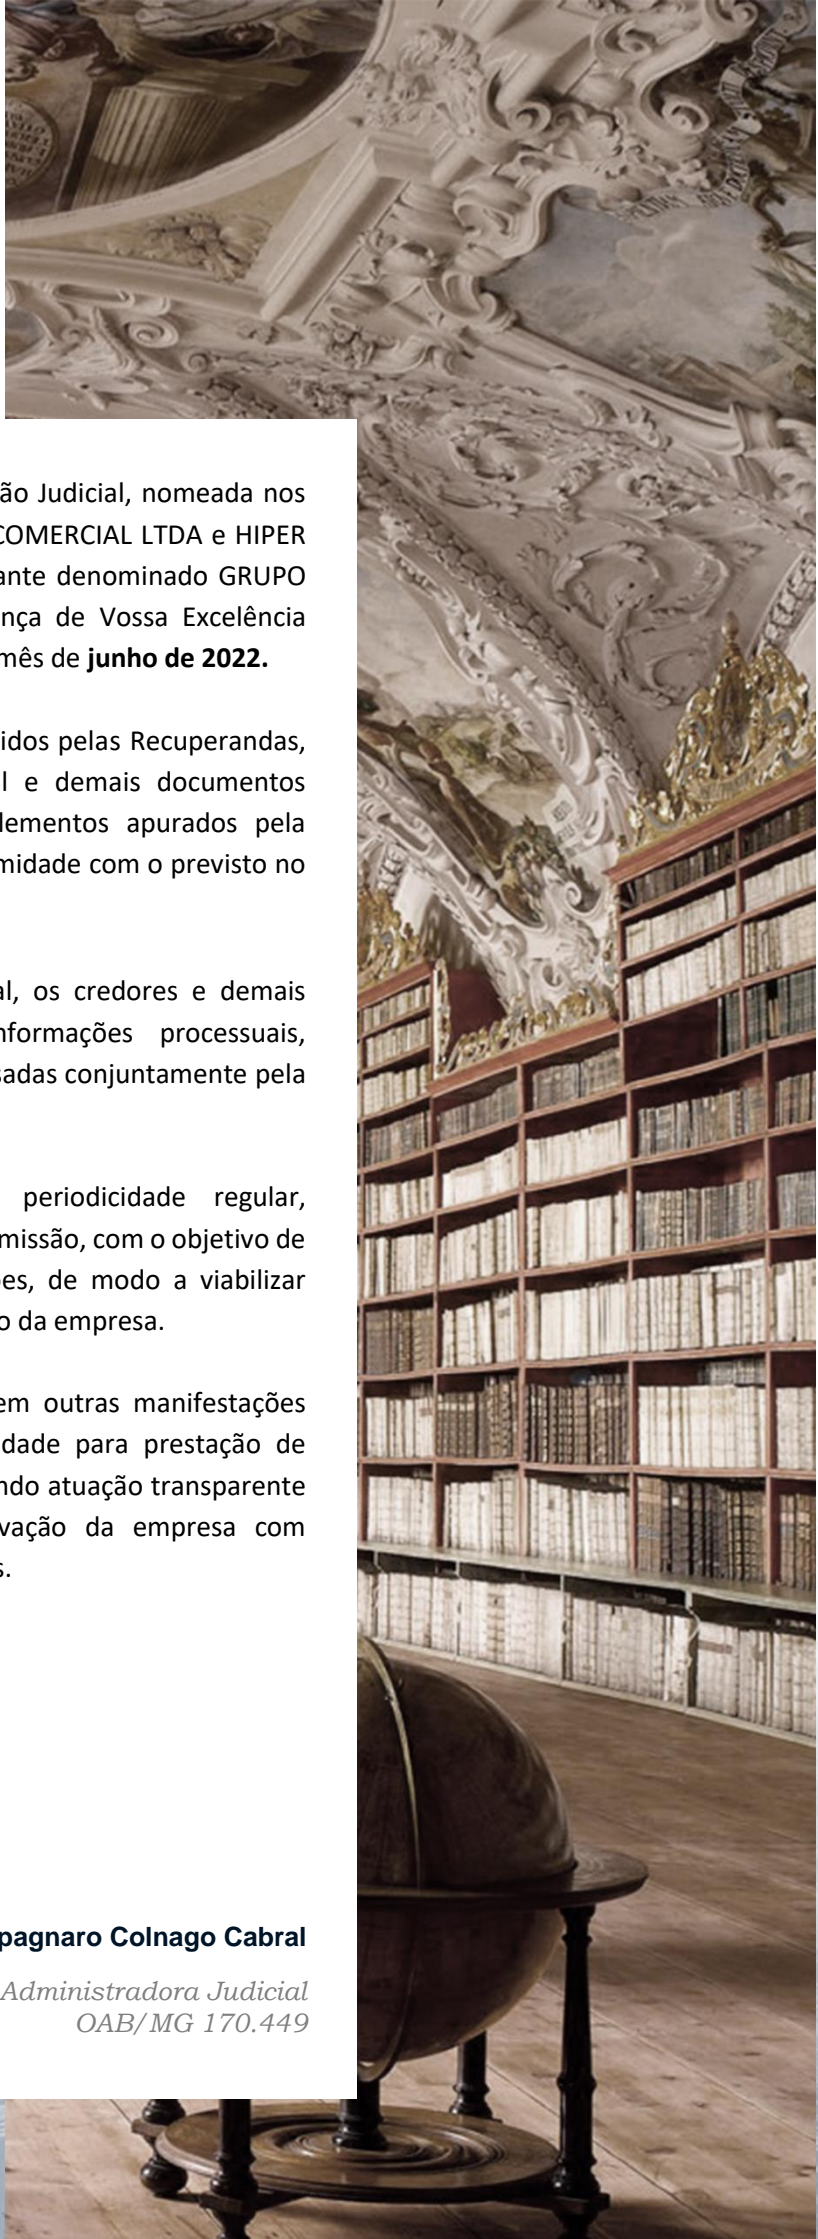 ão Judicial, nomeada nos
COMERCIAL LTDA e HIPER
ante denominado GRUPO
nça de Vossa Excelência
mês de junho de 2022.
idos pelas Recuperandas,
l e demais documentos
lementos apurados pela
midade com o previsto no
al, os credores e demais
nformações processuais,
sadas conjuntamente pela
periodicidade regular,
missão, com o objetivo de
es, de modo a viabilizar
o da empresa.
em outras manifestações
dade para prestação de
ndo atuação transparente
vação da empresa com
s.
pagnaro Colnago Cabral
Administradora Judicial
OAB/MG 170.449